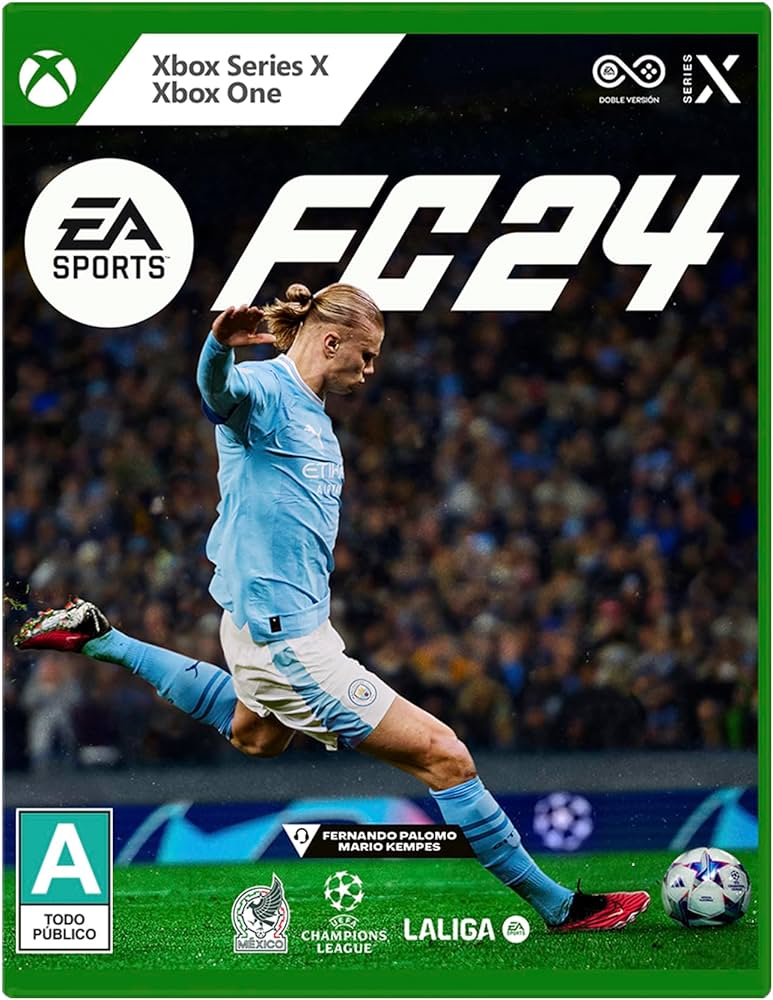 Xbox Series X
Xbox One
DOBLE VERSIÓN
SERIES X
EA
SPORTS™
FC24
ETIHAD
AIRWAYS
FERNANDO PALOMO
MARIO KEMPES
A
TODO
PÚBLICO
MÉXICO
UEFA
CHAMPIONS
LEAGUE
LALIGA
EA
SPORTS